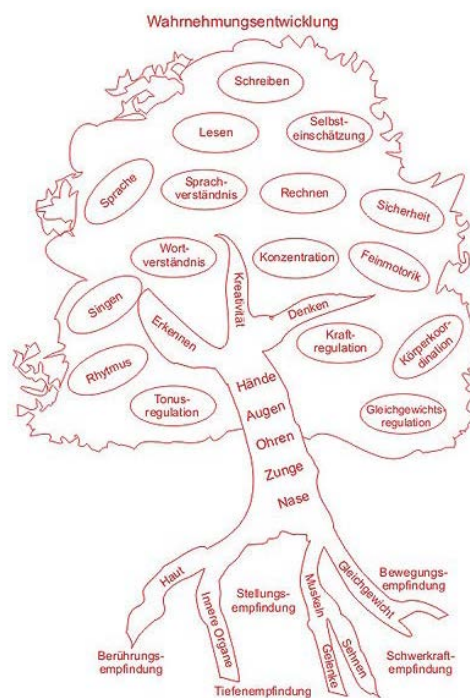 Wahrnehmungsentwicklung
Schreiben
Lesen
Selbst-
einschätzung
Sprache
Sprach-
verständnis
Rechnen
Sicherheit
Wort-
verständnis
Kreativität
Konzentration
Feinmotorik
Singen
Erkennen
Denken
Kraft-
regulation
Körperkoor-
dination
Rhytmus
Tonus-
regulation
Hände
Augen
Ohren
Zunge
Nase
Gleichgewichts-
regulation
Haut
Innere Organe
Stellungs-
empfindung
Muskeln
Gelenke
Sehnen
Gleichgewicht
Bewegungs-
empfindung
Berührungs-
empfindung
Tiefenempfindung
Schwerkraft-
empfindung